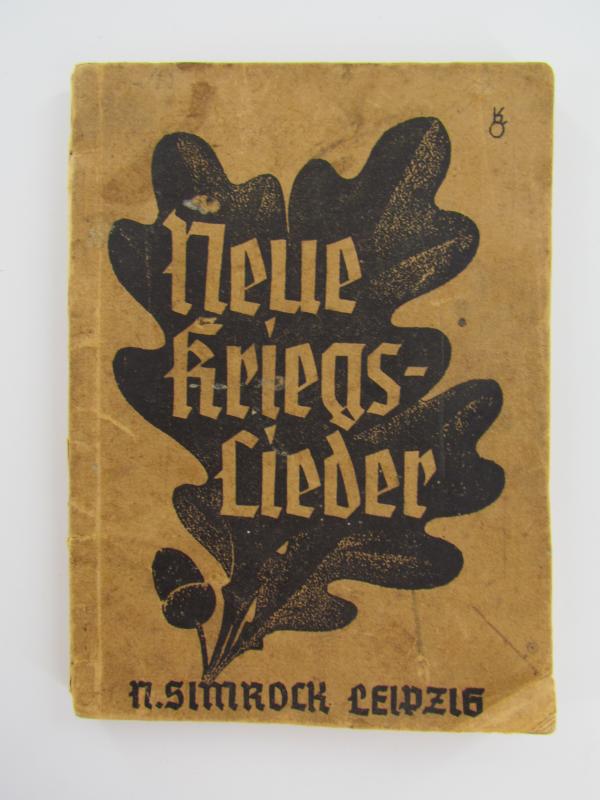 Neue
Kriegs-
Lieder
N. SIMROCK LEIPZIG